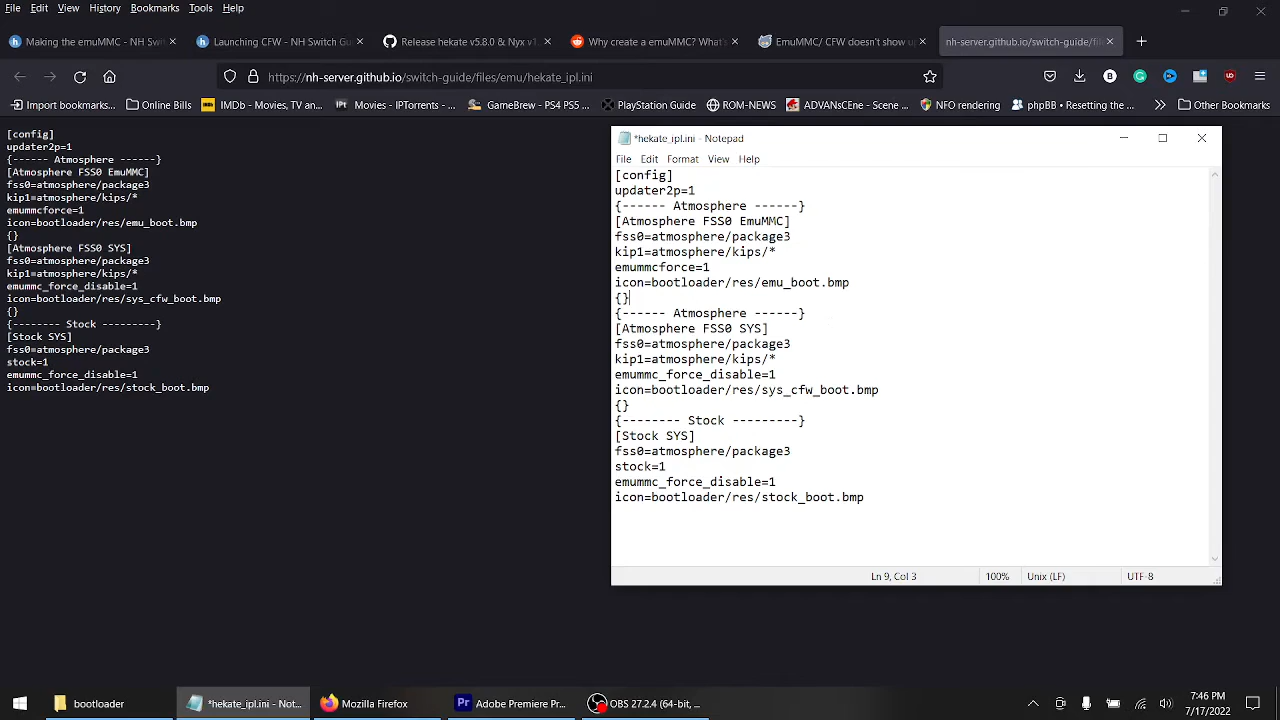 File Edit View History Bookmarks Tools Help
Making the emuMMC - NH Swit
Launching CFW - NH Switch Gu
Release hekate v5.8.0 & Nyx v1
Why create a emuMMC? What's
EmuMMC/ CFW doesn't show u
nh-server.github.io/switch-guide/file
https://nh-server.github.io/switch-guide/files/emu/hekate_ipl.ini
Import bookmarks... Online Bills IMDb IMDB - Movies, TV an... IPt Movies - IPTorrents - ... GameBrew - PS4 PS5 ... PlayStation Guide ROM-NEWS ADVANsCEne - Scene ... NFO rendering phpBB • Resetting the ... Other Bookmarks
[config]
updater2p=1
{------ Atmosphere ------}
[Atmosphere FSS0 EmuMMC]
fss0=atmosphere/package3
kip1=atmosphere/kips/*
emummcforce=1
icon=bootloader/res/emu_boot.bmp
{}
[Atmosphere FSS0 SYS]
fss0=atmosphere/package3
kip1=atmosphere/kips/*
emummc_force_disable=1
icon=bootloader/res/sys_cfw_boot.bmp
{}
{-------- Stock ---------}
[Stock SYS]
fss0=atmosphere/package3
stock=1
emummc_force_disable=1
icon=bootloader/res/stock_boot.bmp
*hekate_ipl.ini - Notepad
File Edit Format View Help
[config]
updater2p=1
{------ Atmosphere ------}
[Atmosphere FSS0 EmuMMC]
fss0=atmosphere/package3
kip1=atmosphere/kips/*
emummcforce=1
icon=bootloader/res/emu_boot.bmp
{}
{------ Atmosphere ------}
[Atmosphere FSS0 SYS]
fss0=atmosphere/package3
kip1=atmosphere/kips/*
emummc_force_disable=1
icon=bootloader/res/sys_cfw_boot.bmp
{}
{-------- Stock ---------}
[Stock SYS]
fss0=atmosphere/package3
stock=1
emummc_force_disable=1
icon=bootloader/res/stock_boot.bmp
Ln 9, Col 3 100% Unix (LF) UTF-8
bootloader *hekate_ipl.ini - Not... Mozilla Firefox Pr Adobe Premiere ... OBS 27.2.4 (64-bit, ...
7:46 PM
7/17/2022